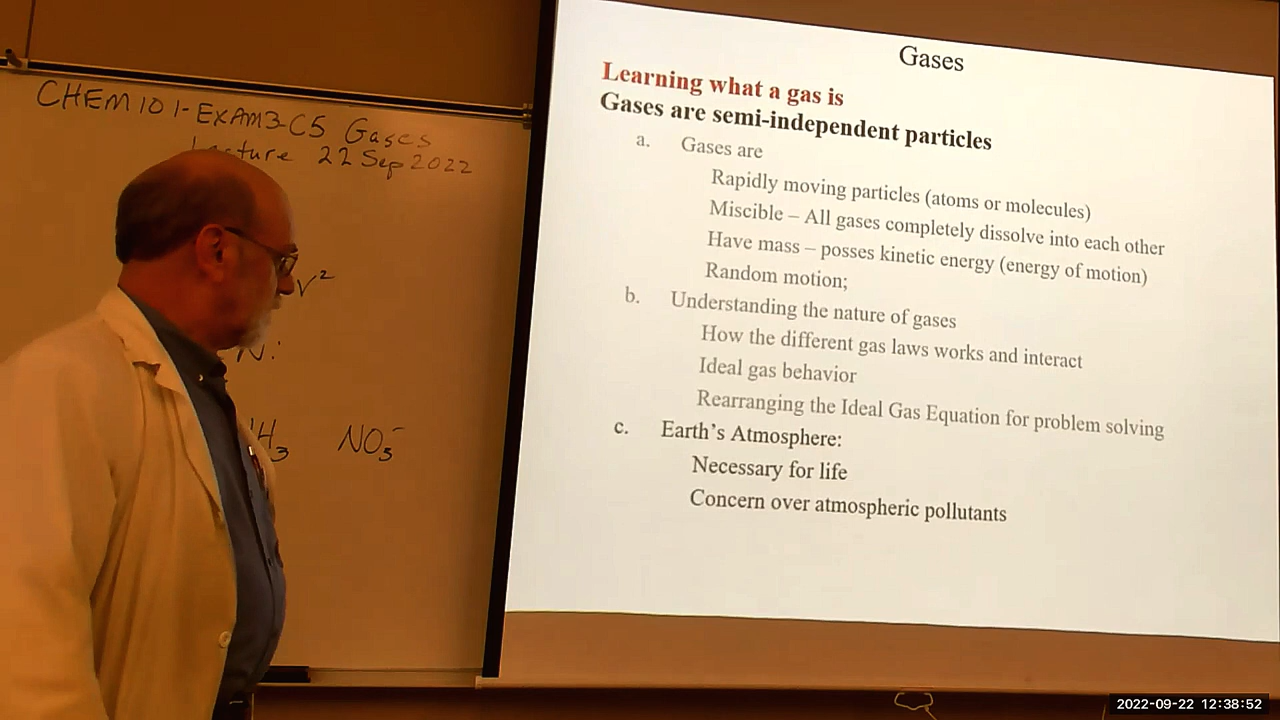 CHEM 101-EXAM3-C5 Gases
Lecture 22 Sep 2022
V²
N:
H₃ NO₃⁻
Gases
Learning what a gas is
Gases are semi-independent particles
a. Gases are
Rapidly moving particles (atoms or molecules)
Miscible – All gases completely dissolve into each other
Have mass – posses kinetic energy (energy of motion)
Random motion;
b. Understanding the nature of gases
How the different gas laws works and interact
Ideal gas behavior
Rearranging the Ideal Gas Equation for problem solving
c. Earth's Atmosphere:
Necessary for life
Concern over atmospheric pollutants
2022-09-22 12:38:52